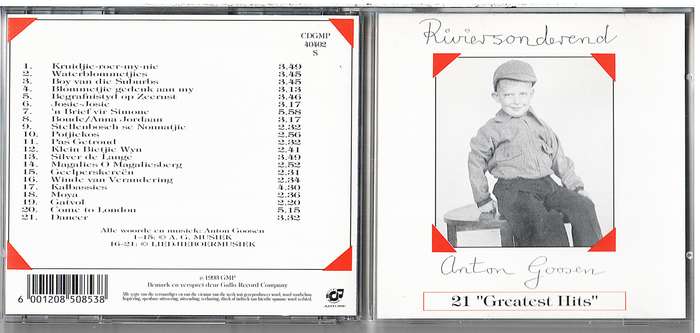 CDGMP
40402
S
1. Kruidjie-roer-my-nie 3.49
2. Waterblommetjies 3.45
3. Boy van die Suburbs 3.45
4. Blommetjie gedenk aan my 3.13
5. Begrafnistyd op Zeerust 3.46
6. Josie-Josie 3.17
7. 'n Brief vir Simone 5.58
8. Boude/Anna Jordaan 3.17
9. Stellenbosch se Nonnatjie 2.32
10. Potjiekos 2.56
11. Pas Getroud 2.32
12. Klein Bietjie Wyn 2.41
13. Silver de Lange 3.49
14. Magalies O Magaliesberg 2.52
15. Geelperskereën 2.31
16. Winde van Verandering 2.34
17. Kalbassies 4.30
18. Moya 2.36
19. Gatvol 2.20
20. Come to London 5.15
21. Dancer 3.32
Alle woorde en musiek: Anton Goosen
1-15: © A. G. MUSIEK
16-21: © LIEDJIEBOERMUSIEK
1998 GMP
Bemark en versprei deur Gallo Record Company
6 001208 508538
Riviersonderend
Anton Goosen
21 "Greatest Hits"